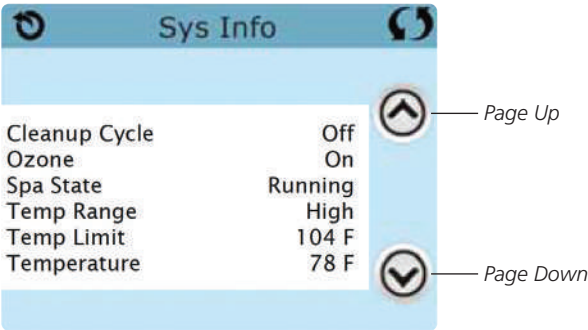 Sys Info
Page Up
Cleanup Cycle Off
Ozone On
Spa State Running
Temp Range High
Temp Limit 104 F
Temperature 78 F
Page Down